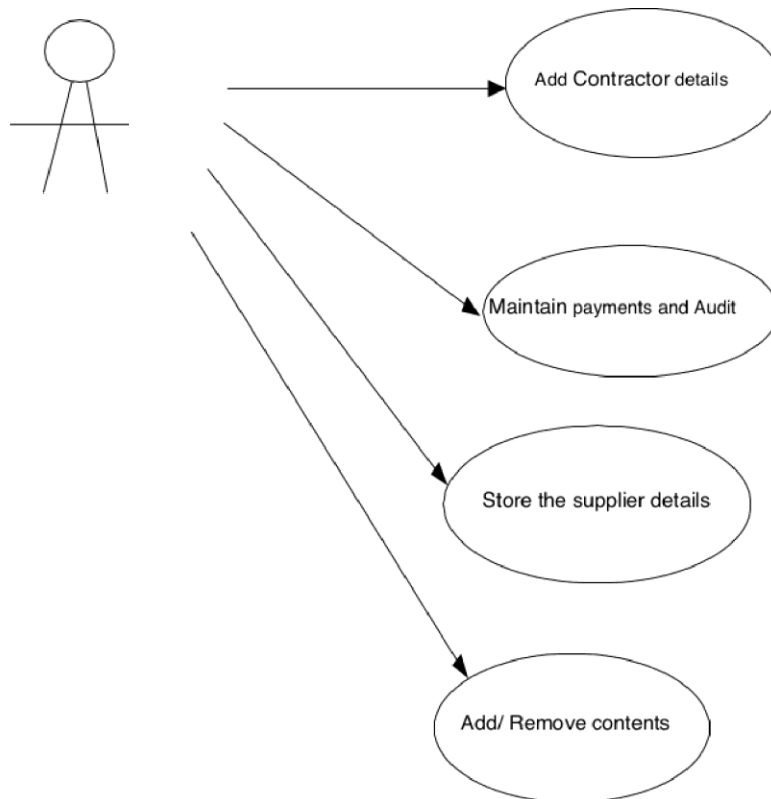 Add Contractor details
Maintain payments and Audit
Store the supplier details
Add/ Remove contents